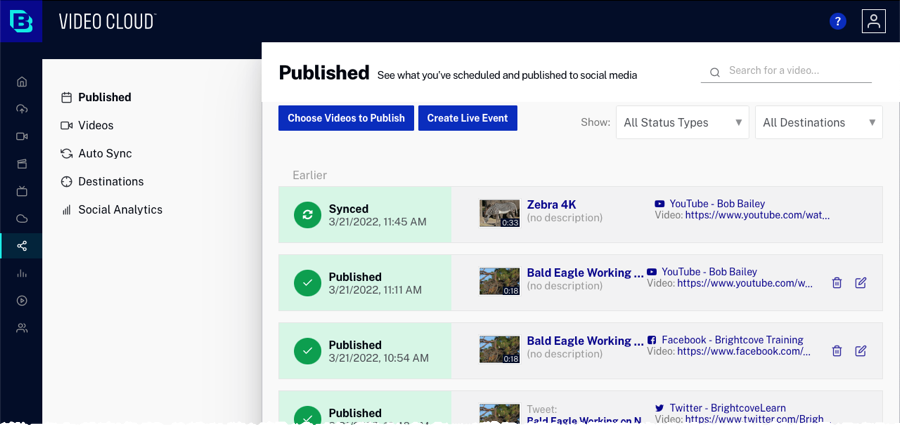 VIDEO CLOUD
?
Published See what you've scheduled and published to social media
Search for a video...
Published
Videos
Auto Sync
Destinations
Social Analytics
Choose Videos to Publish
Create Live Event
Show:
All Status Types
All Destinations
Earlier
Synced
3/21/2022, 11:45 AM
0:33
Zebra 4K
(no description)
YouTube - Bob Bailey
Video: https://www.youtube.com/wat...
Published
3/21/2022, 11:11 AM
0:18
Bald Eagle Working ...
(no description)
YouTube - Bob Bailey
Video: https://www.youtube.com/w...
Published
3/21/2022, 10:54 AM
0:18
Bald Eagle Working ...
(no description)
Facebook - Brightcove Training
Video: https://www.facebook.com/...
Published
Tweet:
Bald Eagle Working on N
Twitter - BrightcoveLearn
Video: https://www.twitter.com/Brigh